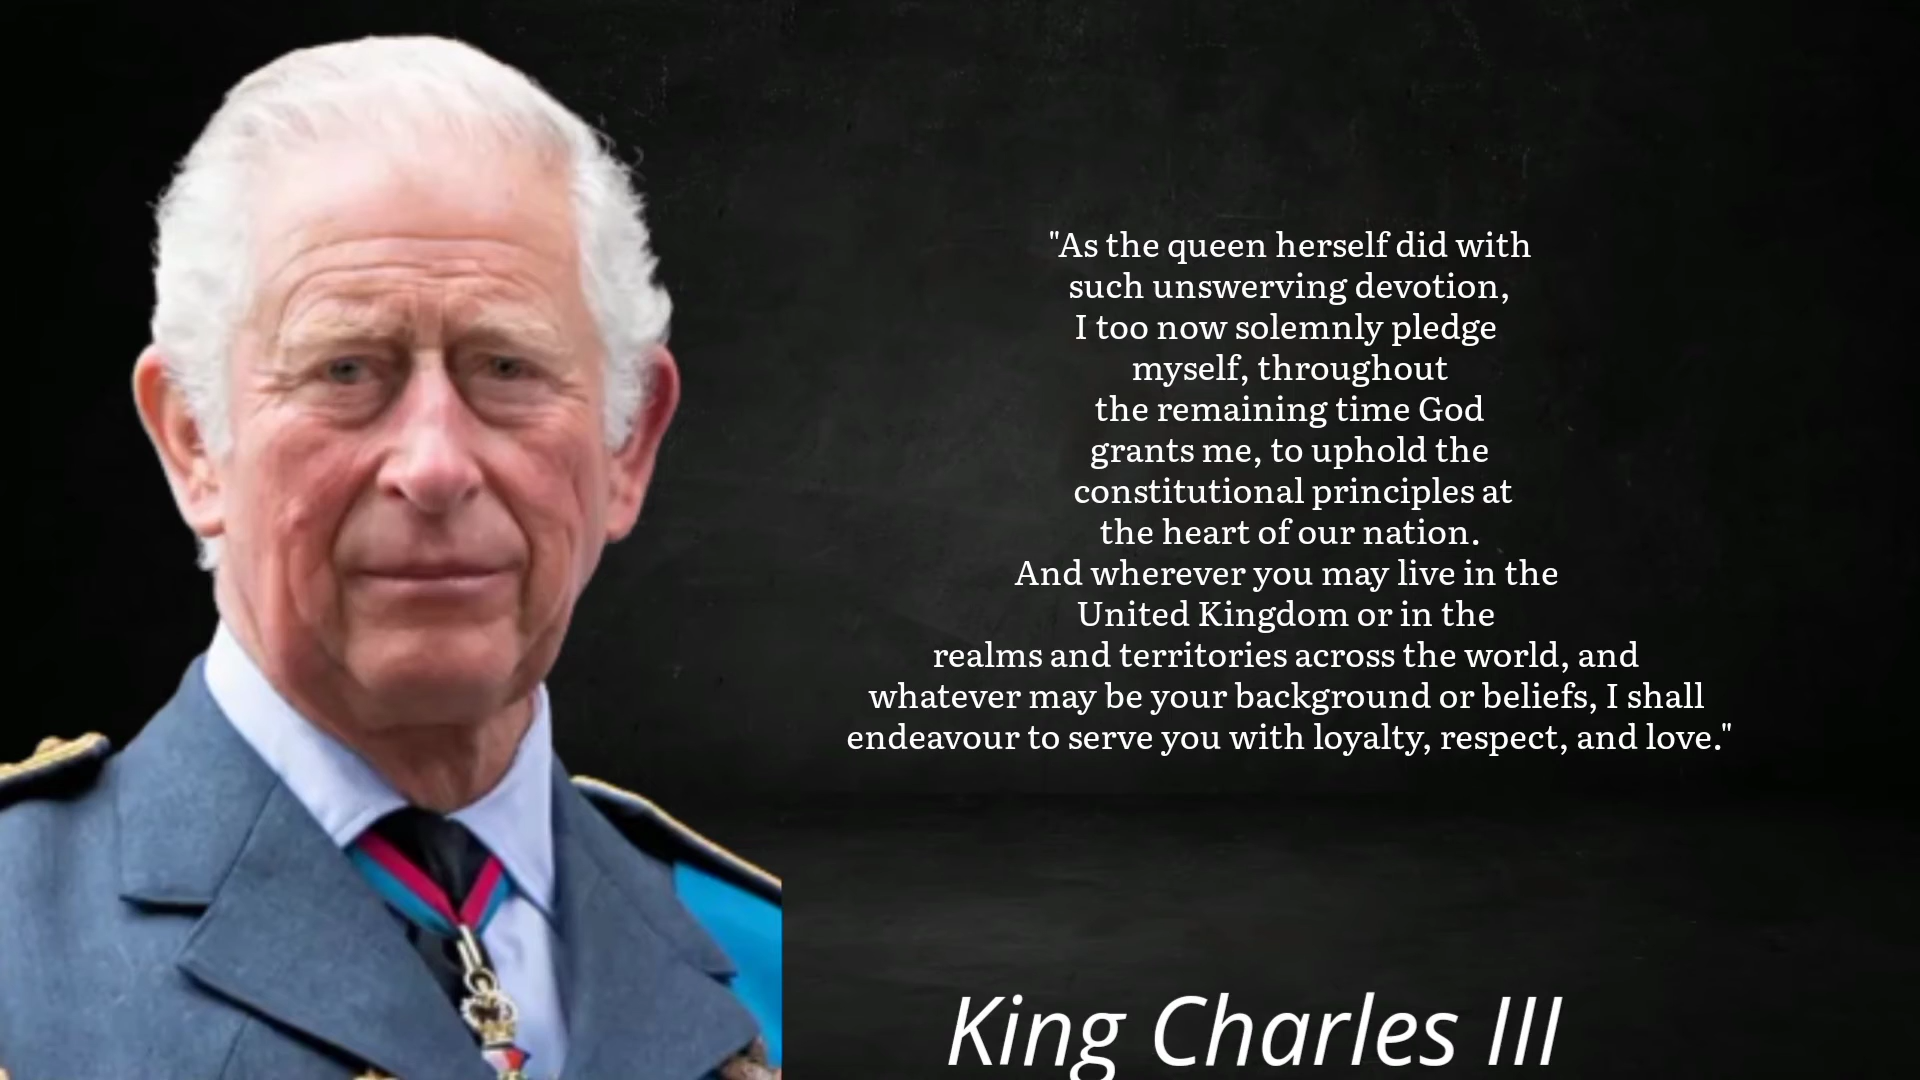 "As the queen herself did with
such unswerving devotion,
I too now solemnly pledge
myself, throughout
the remaining time God
grants me, to uphold the
constitutional principles at
the heart of our nation.
And wherever you may live in the
United Kingdom or in the
realms and territories across the world, and
whatever may be your background or beliefs, I shall
endeavour to serve you with loyalty, respect, and love."
King Charles III